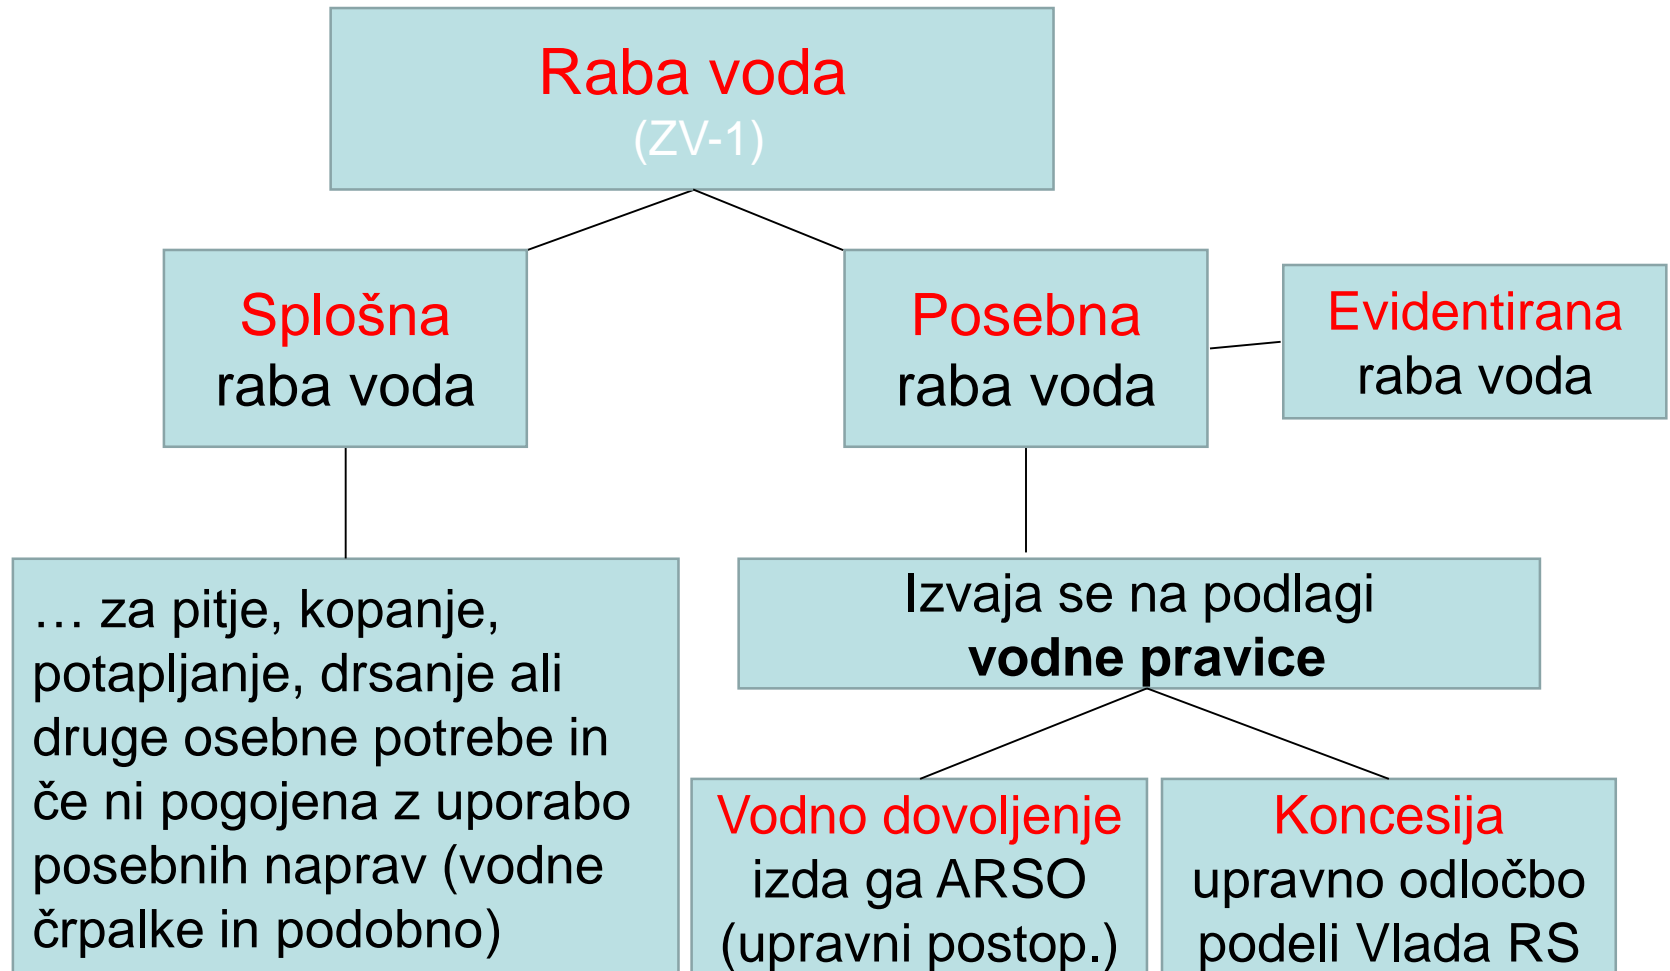 Raba voda
(ZV-1)
Splošna
raba voda
Posebna
raba voda
Evidentirana
raba voda
… za pitje, kopanje,
potapljanje, drsanje ali
druge osebne potrebe in
če ni pogojena z uporabo
posebnih naprav (vodne
črpalke in podobno)
Izvaja se na podlagi
vodne pravice
Vodno dovoljenje
izda ga ARSO
(upravni postop.)
Koncesija
upravno odločbo
podeli Vlada RS